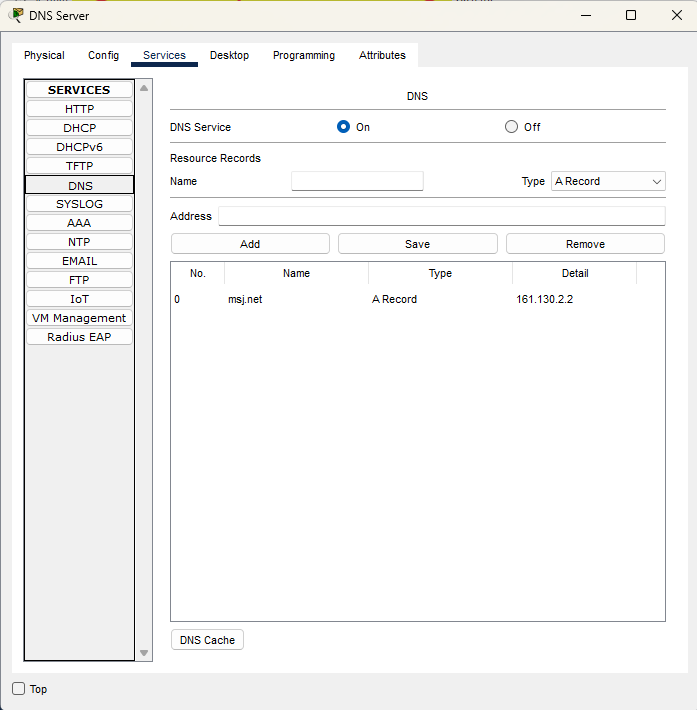 DNS Server
Physical Config Services Desktop Programming Attributes
SERVICES
HTTP
DHCP
DHCPv6
TFTP
DNS
SYSLOG
AAA
NTP
EMAIL
FTP
IoT
VM Management
Radius EAP
DNS
DNS Service On Off
Resource Records
Name Type A Record
Address
Add Save Remove
No. Name Type Detail
0 msj.net A Record 161.130.2.2
DNS Cache
Top